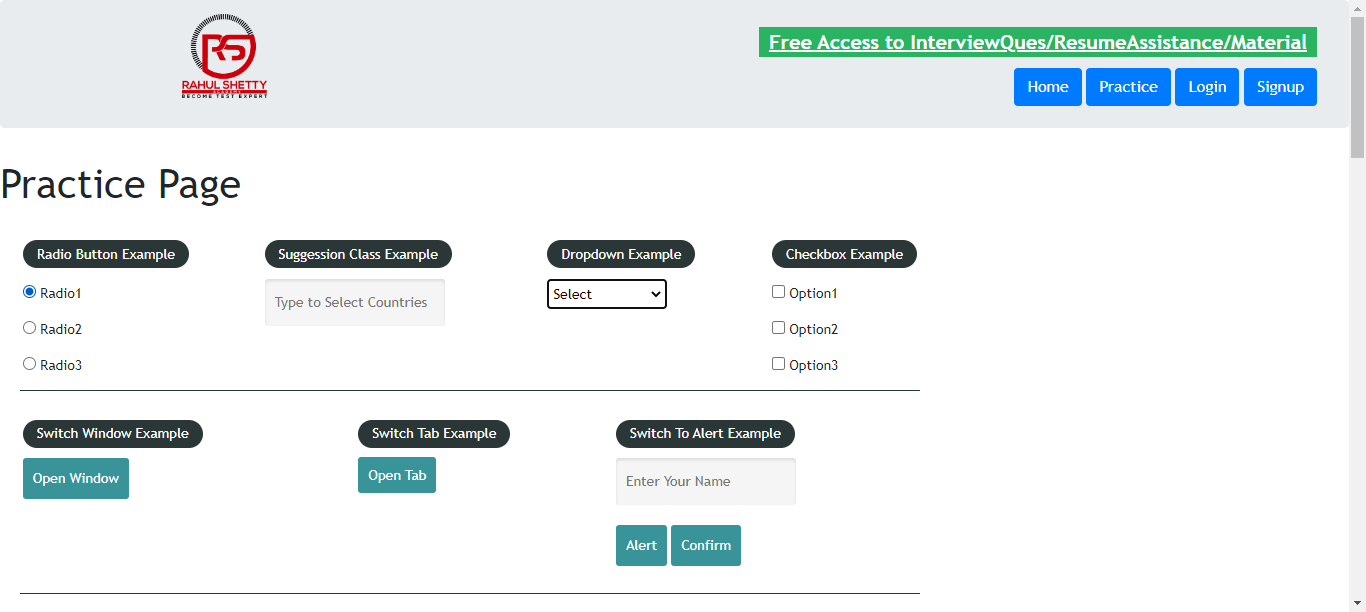 RS
RAHUL SHETTY
ACADEMY
BECOME TEST EXPERT
Free Access to InterviewQues/ResumeAssistance/Material
Home Practice Login Signup
Practice Page
Radio Button Example
Radio1
Radio2
Radio3
Suggession Class Example
Type to Select Countries
Dropdown Example
Select
Checkbox Example
Option1
Option2
Option3
Switch Window Example
Open Window
Switch Tab Example
Open Tab
Switch To Alert Example
Enter Your Name
Alert Confirm